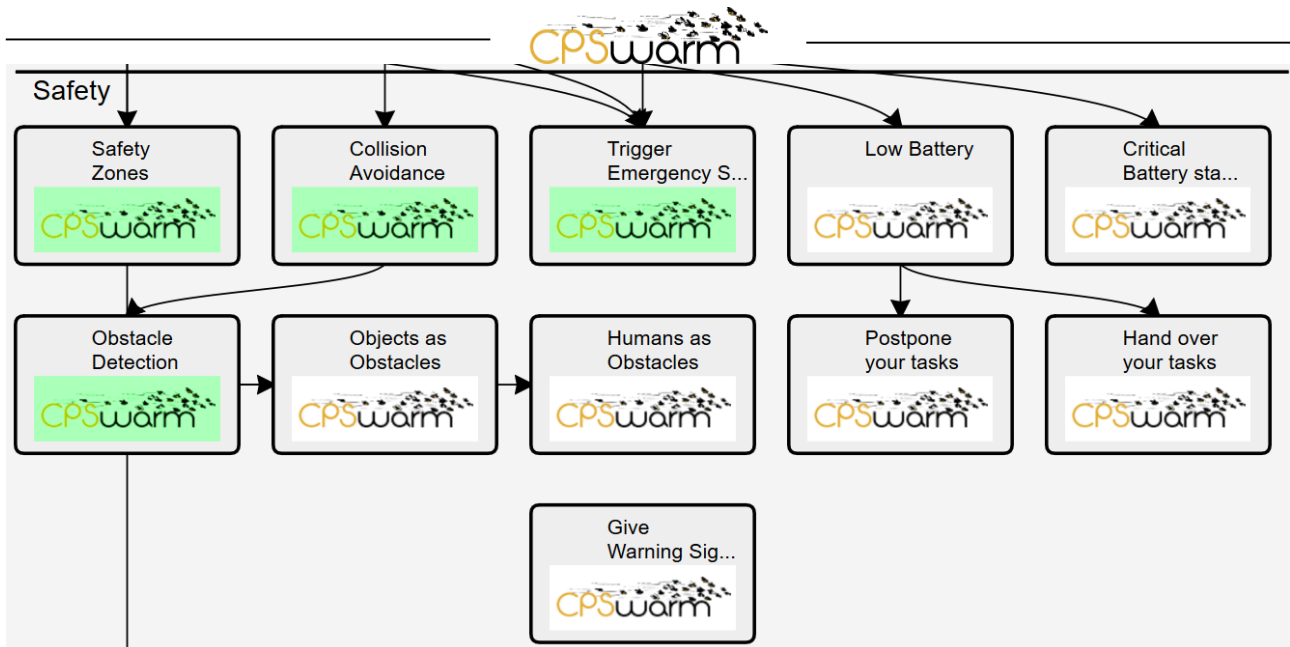 CPSwarm
Safety
Safety
Zones
CPSwarm
Collision
Avoidance
CPSwarm
Trigger
Emergency S...
CPSwarm
Low Battery
CPSwarm
Critical
Battery sta...
CPSwarm
Obstacle
Detection
CPSwarm
Objects as
Obstacles
CPSwarm
Humans as
Obstacles
CPSwarm
Postpone
your tasks
CPSwarm
Hand over
your tasks
CPSwarm
Give
Warning Sig...
CPSwarm